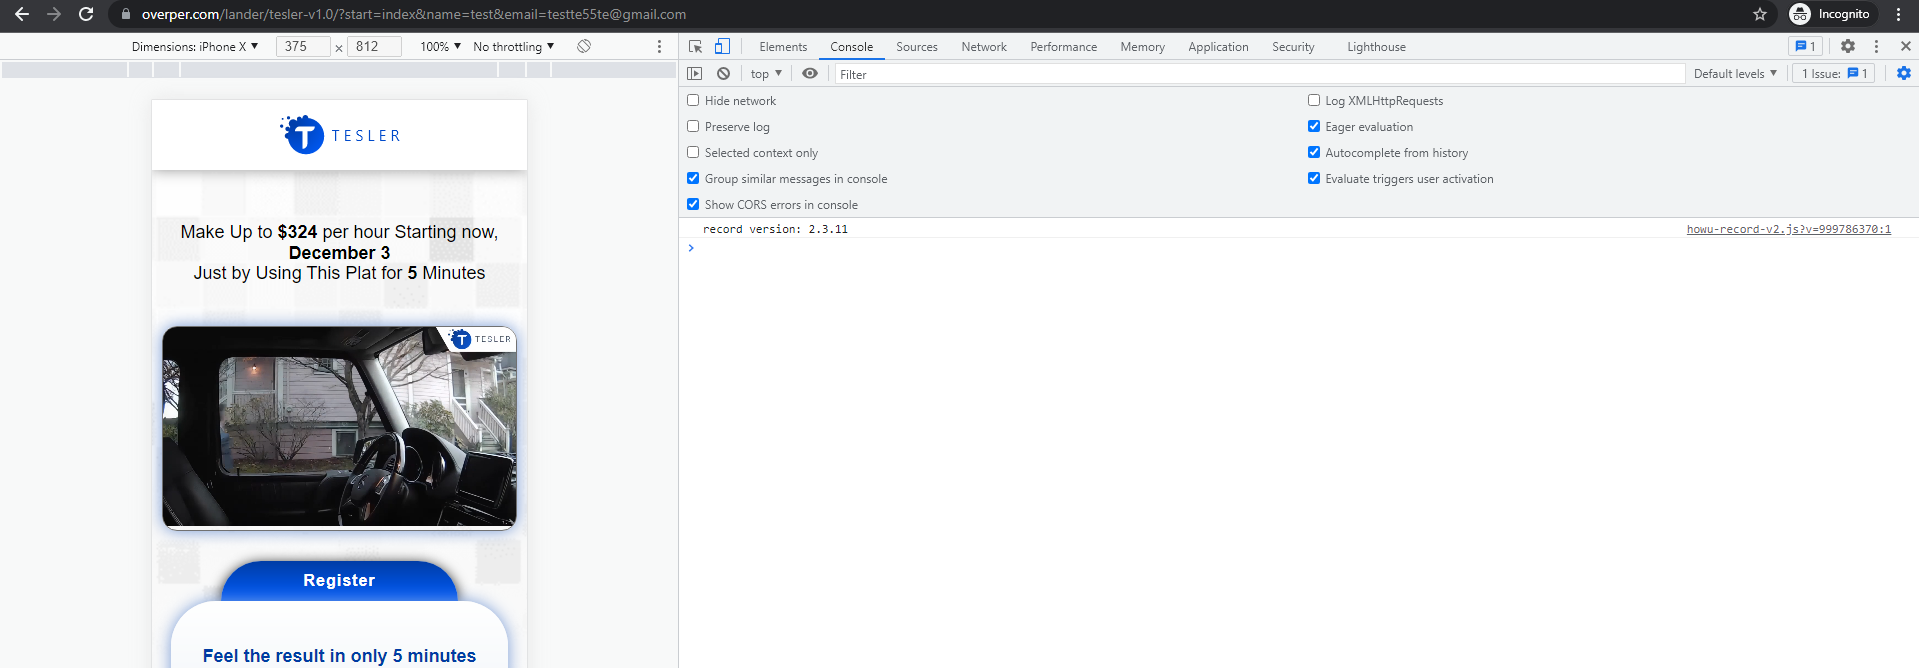 overper.com/lander/tesler-v1.0/?start=index&name=test&email=testte55te@gmail.com
Incognito
Dimensions: iPhone X ▼ 375 × 812 100% ▼ No throttling ▼
Elements Console Sources Network Performance Memory Application Security Lighthouse
1
top ▼ Filter Default levels ▼ 1 Issue: 1
Hide network
Log XMLHttpRequests
Preserve log
Eager evaluation
Selected context only
Autocomplete from history
Group similar messages in console
Evaluate triggers user activation
Show CORS errors in console
record version: 2.3.11 howu-record-v2.js?v=999786370:1
T TESLER
Make Up to $324 per hour Starting now,
December 3
Just by Using This Plat for 5 Minutes
T TESLER
Register
Feel the result in only 5 minutes